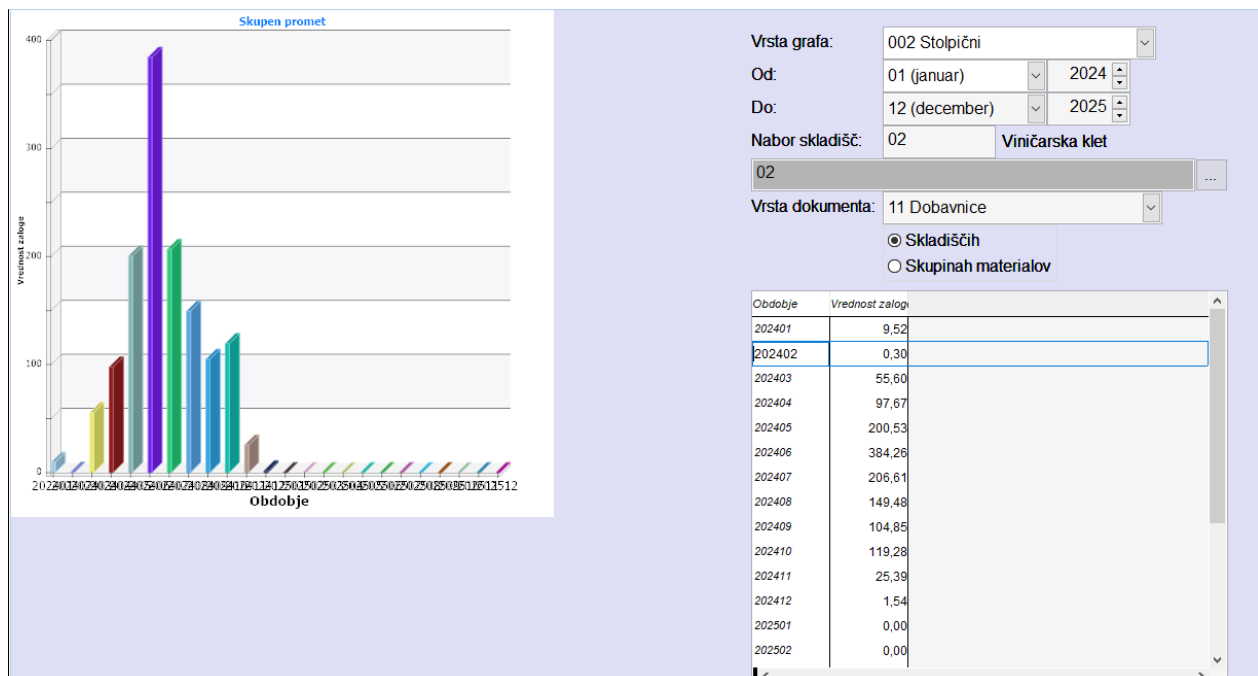 Skupen promet
400
300
200
100
0
Vrednost zaloge
Obdobje
Vrsta grafa: 002 Stolpični
Od: 01 (januar) 2024
Do: 12 (december) 2025
Nabor skladišč: 02 Viničarska klet
02 ...
Vrsta dokumenta: 11 Dobavnice
Skladiščih
Skupinah materialov
Obdobje Vrednost zalog
202401 9,52
202402 0,30
202403 55,60
202404 97,67
202405 200,53
202406 384,26
202407 206,61
202408 149,48
202409 104,85
202410 119,28
202411 25,39
202412 1,54
202501 0,00
202502 0,00